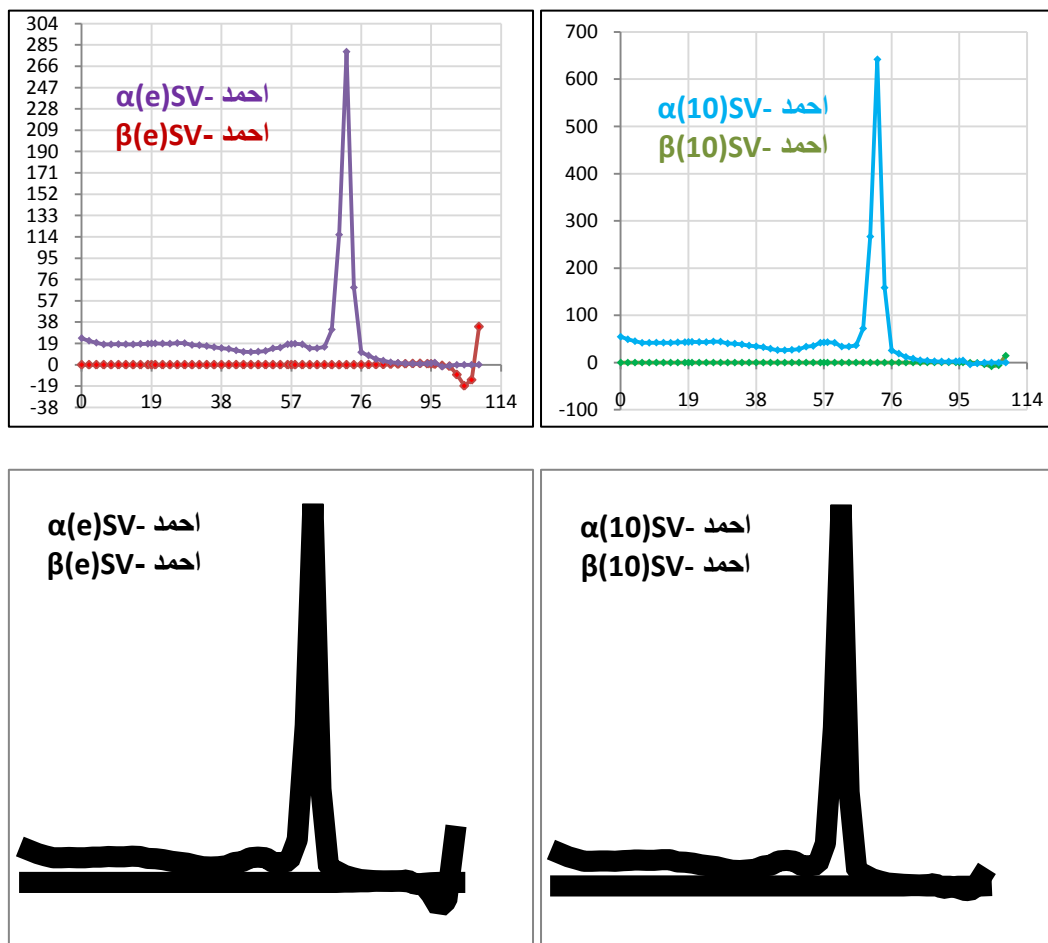 304
285
266
247
228
209
190
171
152
133
114
95
76
57
38
19
0
-19
-38
0 19 38 57 76 95 114
α(e)SV- احمد
β(e)SV- احمد
700
600
500
400
300
200
100
0
-100
0 19 38 57 76 95 114
α(10)SV- احمد
β(10)SV- احمد
α(e)SV- احمد
β(e)SV- احمد
α(10)SV- احمد
β(10)SV- احمد